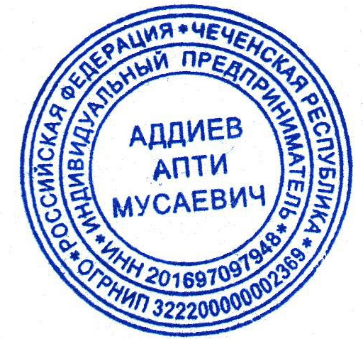 *РОССИЙСКАЯ ФЕДЕРАЦИЯ*ЧЕЧЕНСКАЯ РЕСПУБЛИКА*
ОГРНИП 322200000002369
*ИНДИВИДУАЛЬНЫЙ ПРЕДПРИНИМАТЕЛЬ*
ИНН 201697097948
АДДИЕВ
АПТИ
МУСАЕВИЧ